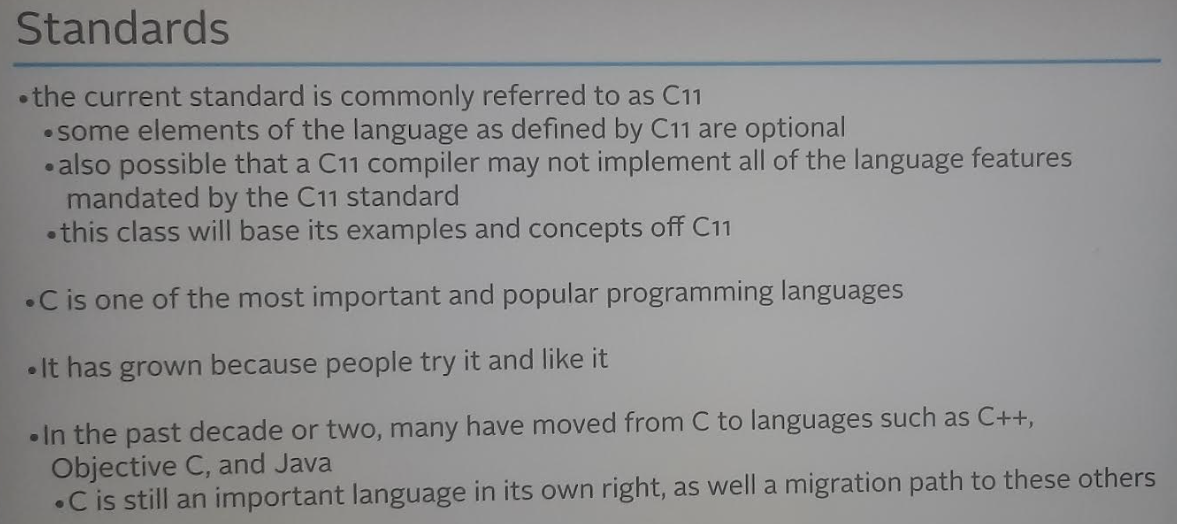 Standards
•the current standard is commonly referred to as C11
•some elements of the language as defined by C11 are optional
•also possible that a C11 compiler may not implement all of the language features
mandated by the C11 standard
•this class will base its examples and concepts off C11
•C is one of the most important and popular programming languages
•It has grown because people try it and like it
•In the past decade or two, many have moved from C to languages such as C++,
Objective C, and Java
•C is still an important language in its own right, as well a migration path to these others